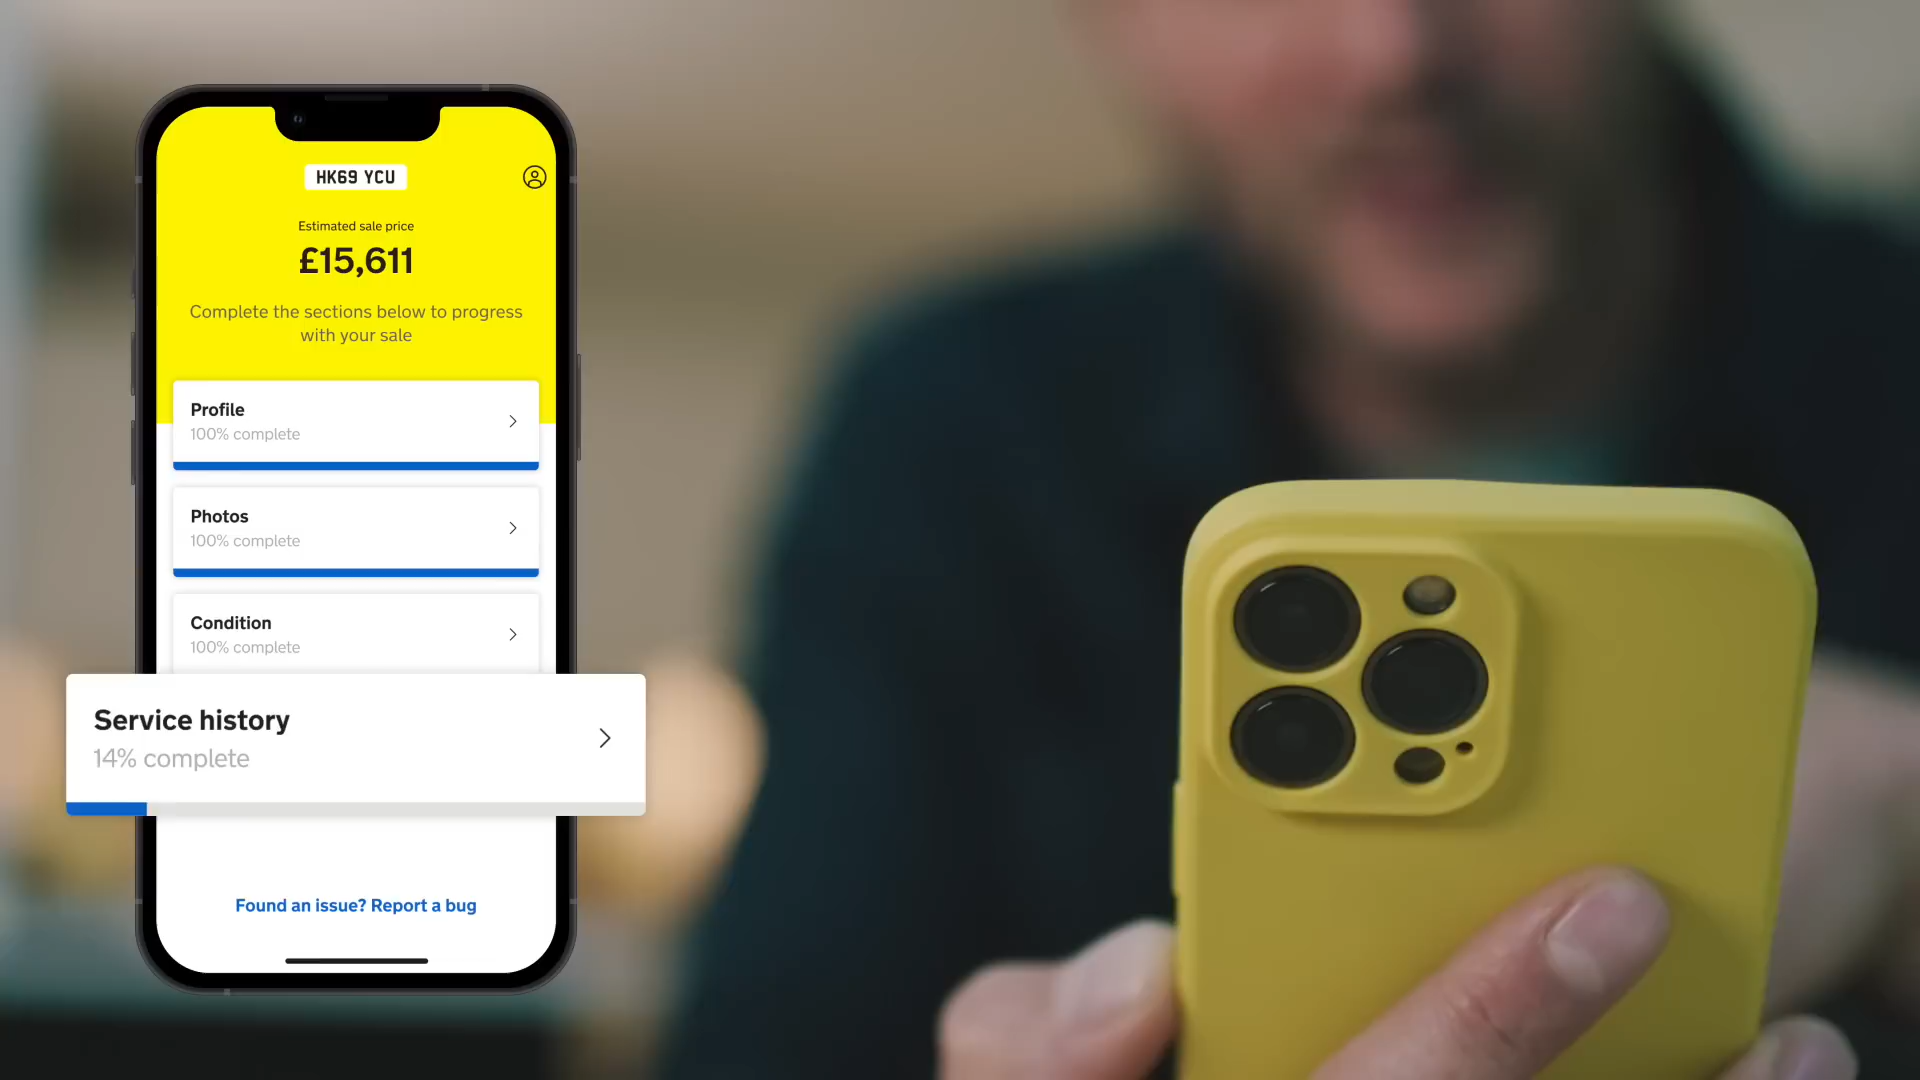 HK69 YCU
Estimated sale price
£15,611
Complete the sections below to progress
with your sale
Profile
100% complete
Photos
100% complete
Condition
100% complete
Service history
14% complete
Found an issue? Report a bug